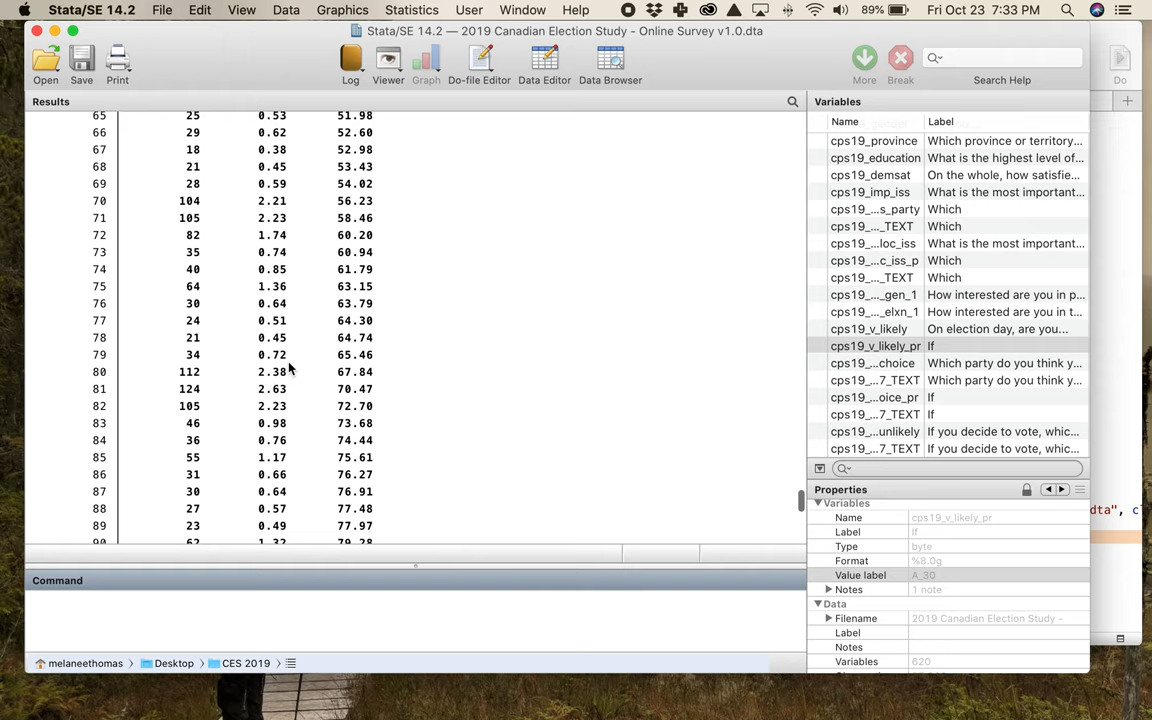 Stata/SE 14.2 File Edit View Data Graphics Statistics User Window Help 89% Fri Oct 23 7:33 PM
Stata/SE 14.2 — 2019 Canadian Election Study - Online Survey v1.0.dta
Open Save Print Log Viewer Graph Do-file Editor Data Editor Data Browser More Break Search Help Do
Results
65 25 0.53 51.98
66 29 0.62 52.60
67 18 0.38 52.98
68 21 0.45 53.43
69 28 0.59 54.02
70 104 2.21 56.23
71 105 2.23 58.46
72 82 1.74 60.20
73 35 0.74 60.94
74 40 0.85 61.79
75 64 1.36 63.15
76 30 0.64 63.79
77 24 0.51 64.30
78 21 0.45 64.74
79 34 0.72 65.46
80 112 2.38 67.84
81 124 2.63 70.47
82 105 2.23 72.70
83 46 0.98 73.68
84 36 0.76 74.44
85 55 1.17 75.61
86 31 0.66 76.27
87 30 0.64 76.91
88 27 0.57 77.48
89 23 0.49 77.97
90 62 1.32 79.28
Command
melaneethomas Desktop CES 2019
Variables
Name Label
cps19_province Which province or territory...
cps19_education What is the highest level of...
cps19_demsat On the whole, how satisfie...
cps19_imp_iss What is the most important...
cps19_...s_party Which
cps19_..._TEXT Which
cps19_...loc_iss What is the most important...
cps19_...c_iss_p Which
cps19_..._TEXT Which
cps19_..._gen_1 How interested are you in p...
cps19_..._elxn_1 How interested are you in t...
cps19_v_likely On election day, are you...
cps19_v_likely_pr If
cps19_...choice Which party do you think y...
cps19_...7_TEXT Which party do you think y...
cps19_...oice_pr If
cps19_...7_TEXT If
cps19_...unlikely If you decide to vote, whic...
cps19_...7_TEXT If you decide to vote, whic...
Properties
Variables
Name cps19_v_likely_pr
Label If
Type byte
Format %8.0g
Value label A_30
Notes 1 note
Data
Filename 2019 Canadian Election Study -
Label
Notes
Variables 620
dta", c